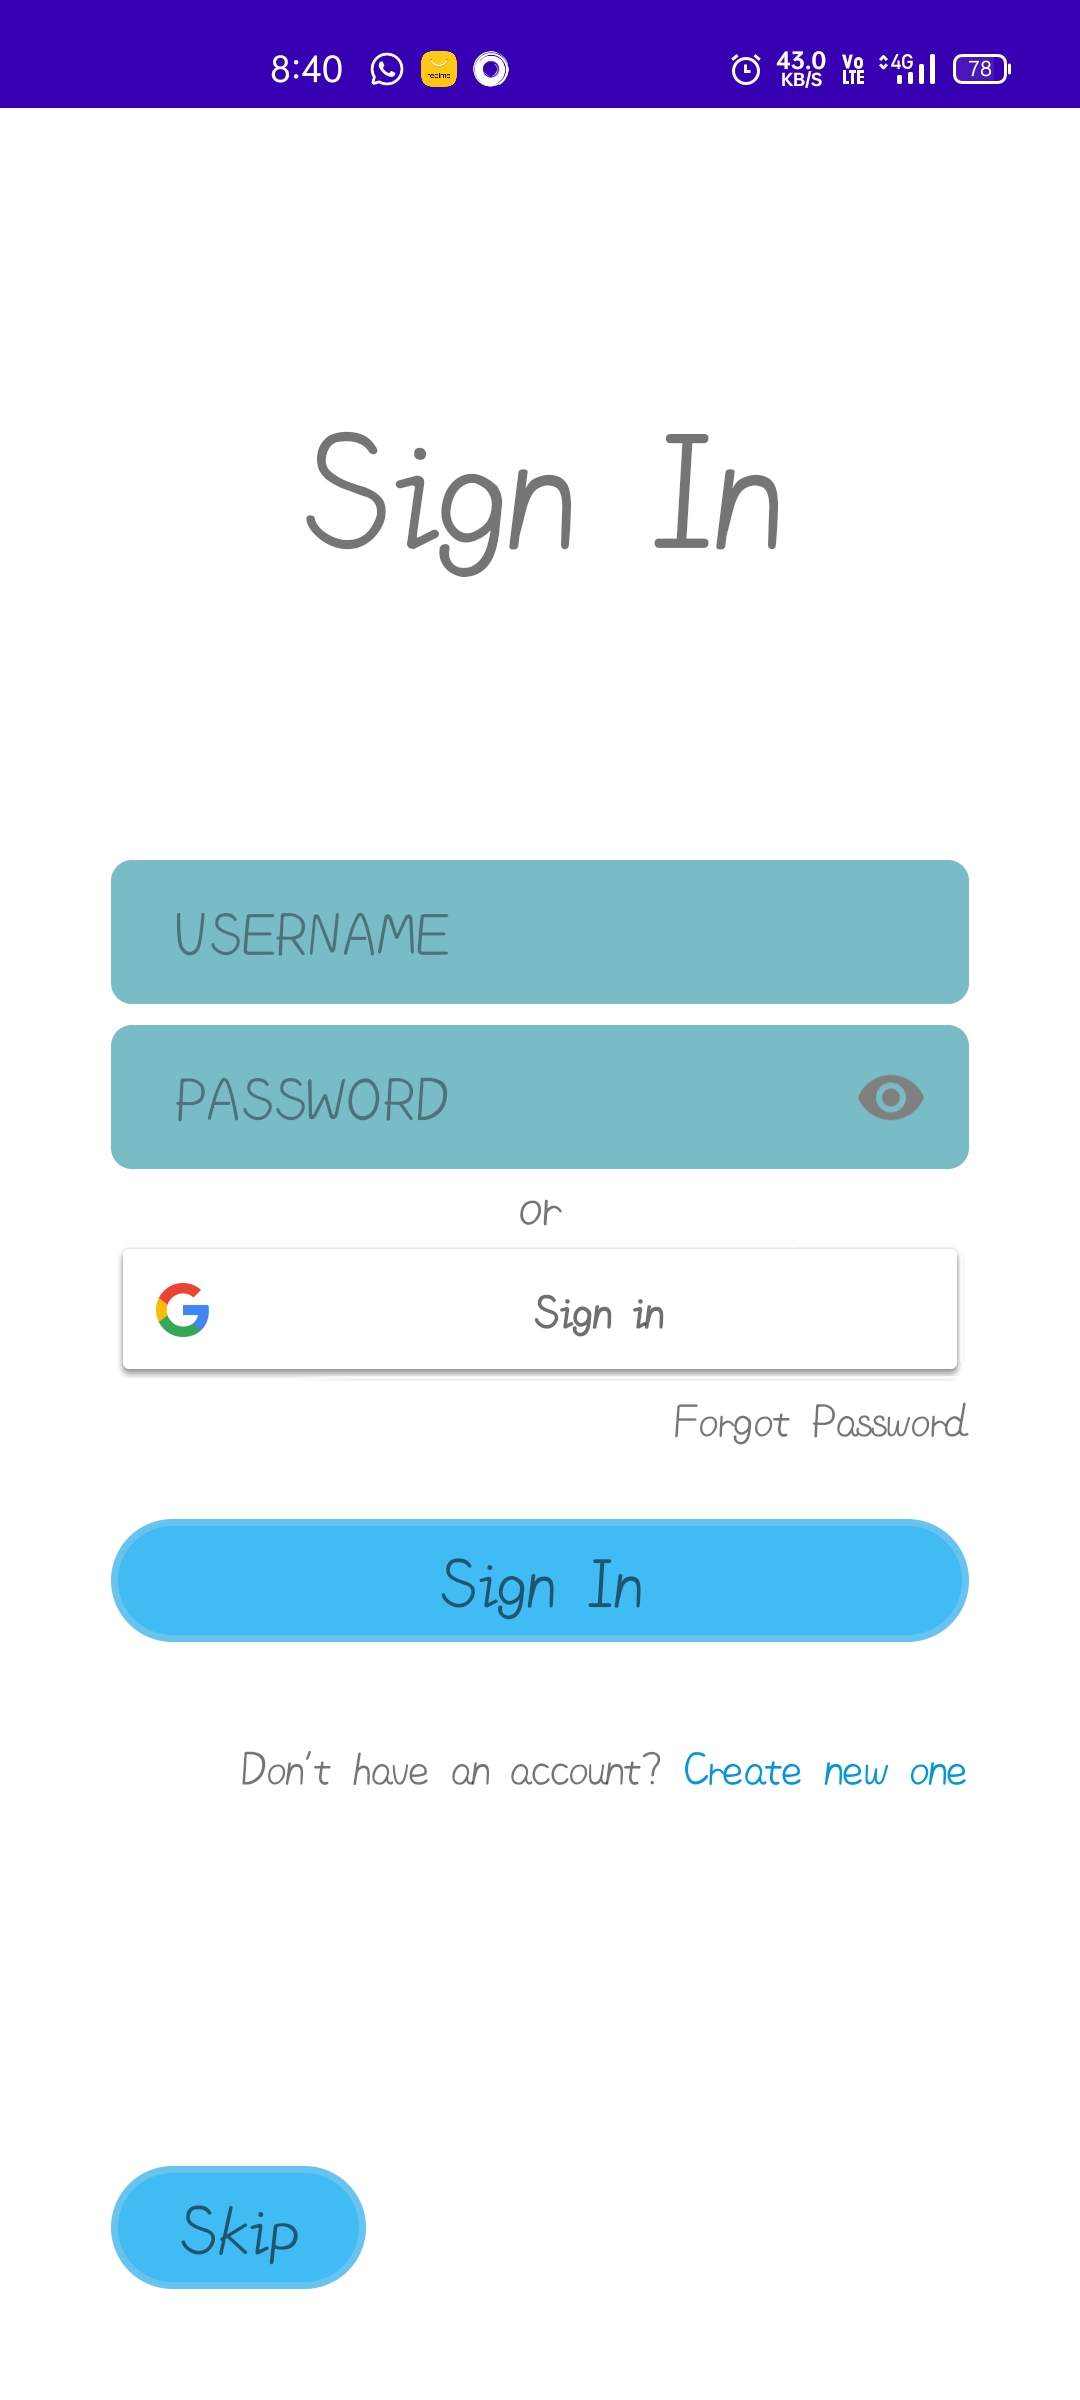 8:40 realme 43.0 KB/S Vo LTE 4G 78
Sign In
USERNAME
PASSWORD
or
Sign in
Forgot Password
Sign In
Don't have an account? Create new one
Skip